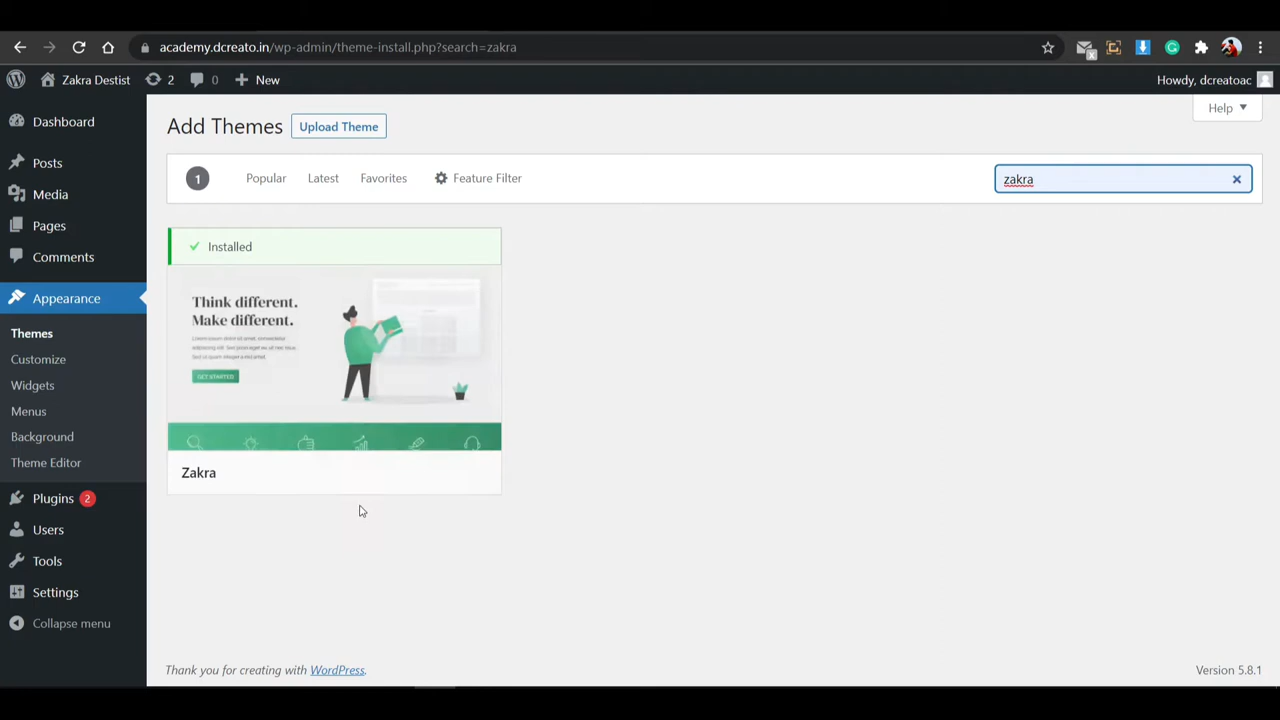 academy.dcreato.in/wp-admin/theme-install.php?search=zakra
Zakra Destist 2 0 New
Howdy, dcreatoac
Help
Dashboard
Posts
Media
Pages
Comments
Appearance
Themes
Customize
Widgets
Menus
Background
Theme Editor
Plugins 2
Users
Tools
Settings
Collapse menu
Add Themes Upload Theme
1 Popular Latest Favorites Feature Filter
zakra
Installed
Think different.
Make different.
GET STARTED
Zakra
Thank you for creating with WordPress.
Version 5.8.1